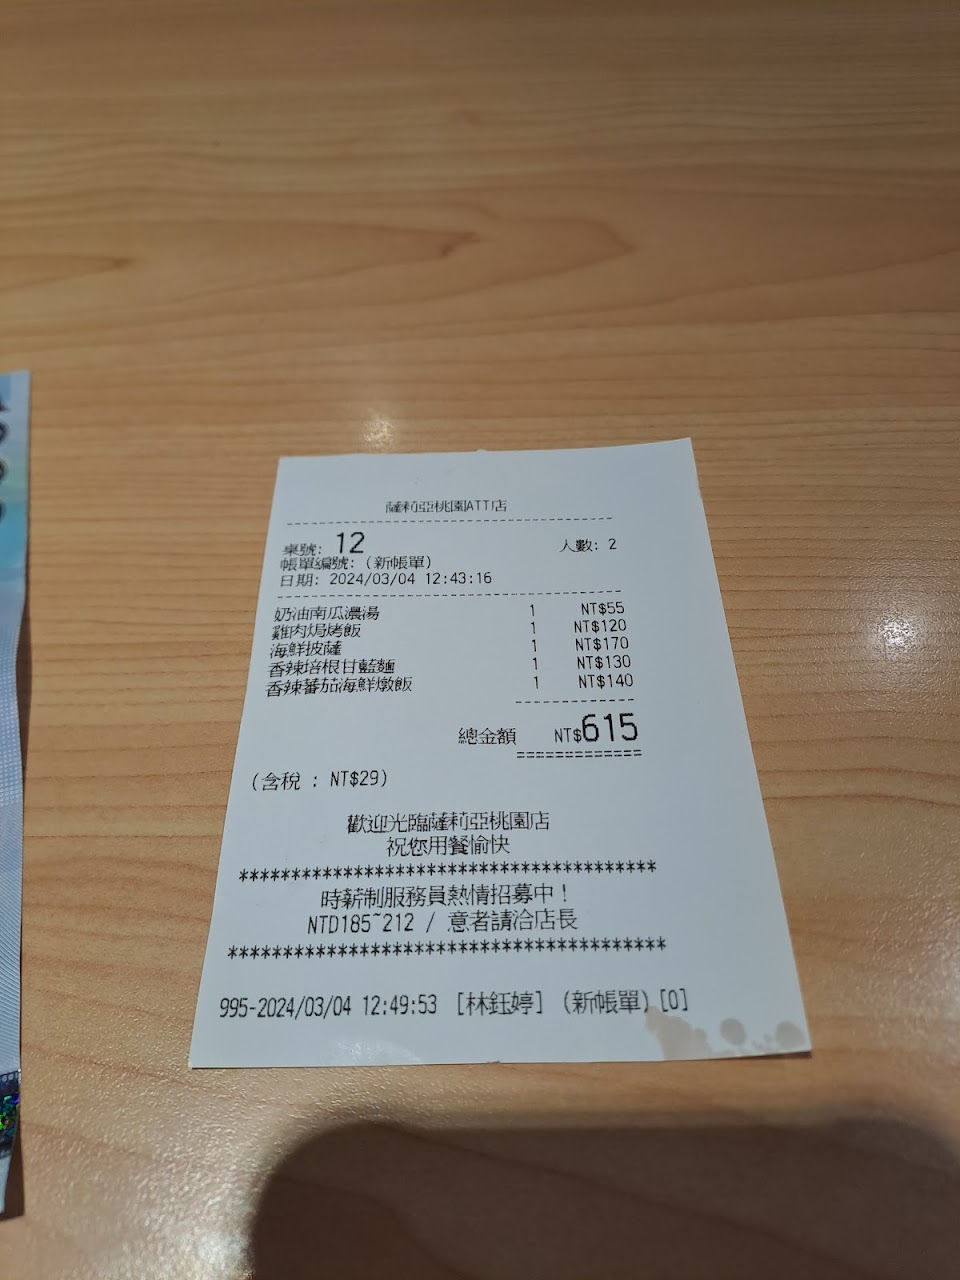 薩莉亞桃園ATT店
桌號: 12 人數: 2
帳單編號: (新帳單)
日期: 2024/03/04 12:43:16
奶油南瓜濃湯 1 NT$55
雞肉焗烤飯 1 NT$120
海鮮披薩 1 NT$170
香辣培根甘藍麵 1 NT$130
香辣蕃茄海鮮燉飯 1 NT$140
總金額 NT$615
(含稅 : NT$29)
歡迎光臨薩莉亞桃園店
祝您用餐愉快
****************************************
時薪制服務員熱情招募中!
NTD185~212 / 意者請洽店長
****************************************
995-2024/03/04 12:49:53 [林鈺婷] (新帳單)[0]